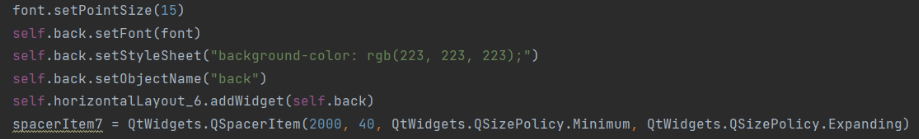 font.setPointSize(15)
self.back.setFont(font)
self.back.setStyleSheet("background-color: rgb(223, 223, 223);")
self.back.setObjectName("back")
self.horizontalLayout_6.addWidget(self.back)
spacerItem7 = QtWidgets.QSpacerItem(2000, 40, QtWidgets.QSizePolicy.Minimum, QtWidgets.QSizePolicy.Expanding)